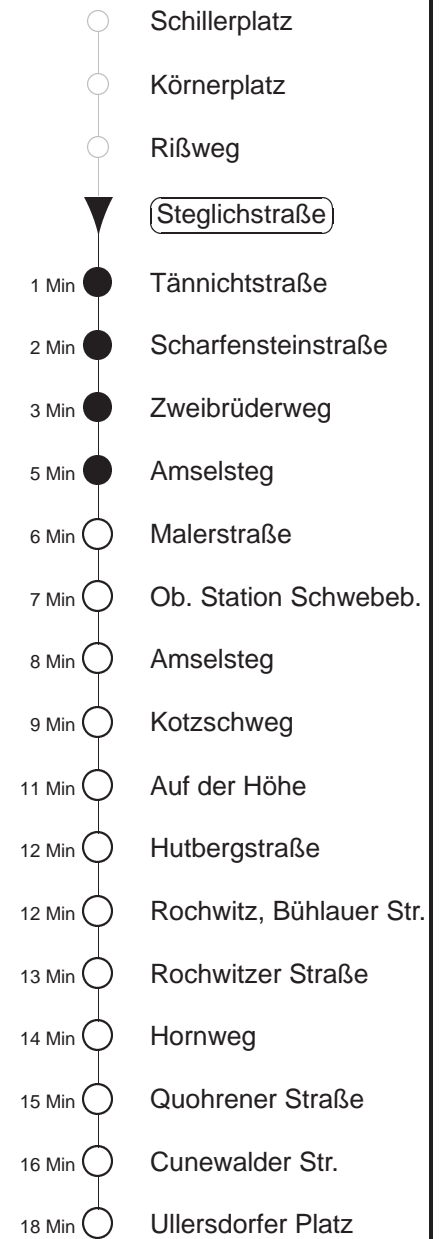 Schillerplatz
Körnerplatz
Rißweg
Steglichstraße
1 Min Tännichtstraße
2 Min Scharfensteinstraße
3 Min Zweibrüderweg
5 Min Amselsteg
6 Min Malerstraße
7 Min Ob. Station Schwebeb.
8 Min Amselsteg
9 Min Kotzschweg
11 Min Auf der Höhe
12 Min Hutbergstraße
12 Min Rochwitz, Bühlauer Str.
13 Min Rochwitzer Straße
14 Min Hornweg
15 Min Quohrener Straße
16 Min Cunewalder Str.
18 Min Ullersdorfer Platz